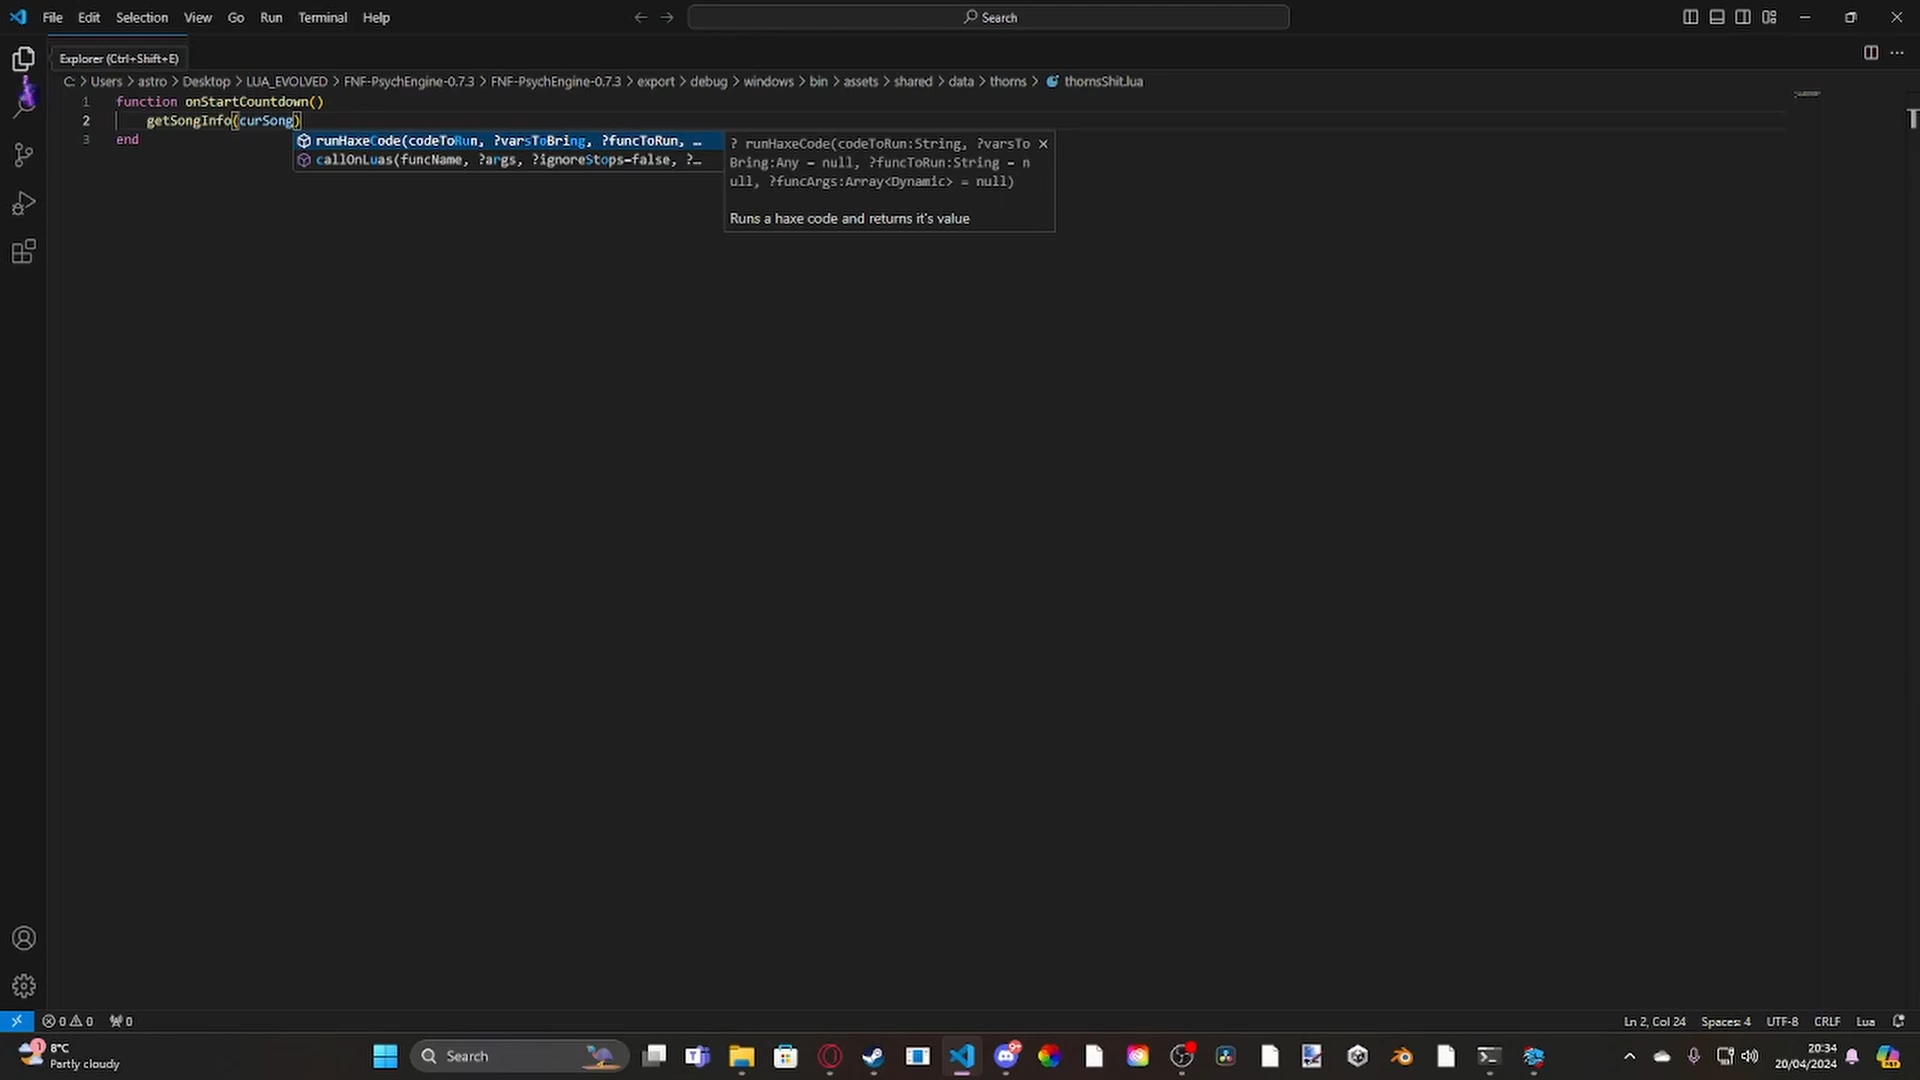 File Edit Selection View Go Run Terminal Help
Search
Explorer (Ctrl+Shift+E)
C: > Users > astro > Desktop > LUA_EVOLVED > FNF-PsychEngine-0.7.3 > FNF-PsychEngine-0.7.3 > export > debug > windows > bin > assets > shared > data > thorns > thornsShit.lua
1 function onStartCountdown()
2 getSongInfo(curSong)
3 end
runHaxeCode(codeToRun, ?varsToBring, ?funcToRun, …
callOnLuas(funcName, ?args, ?ignoreStops=false, ?…
? runHaxeCode(codeToRun:String, ?varsTo
Bring:Any = null, ?funcToRun:String = n
ull, ?funcArgs:Array<Dynamic> = null)
Runs a haxe code and returns it's value
0 0 0
Ln 2, Col 24 Spaces: 4 UTF-8 CRLF Lua
1
8°C
Partly cloudy
Search
9+
20:34
20/04/2024